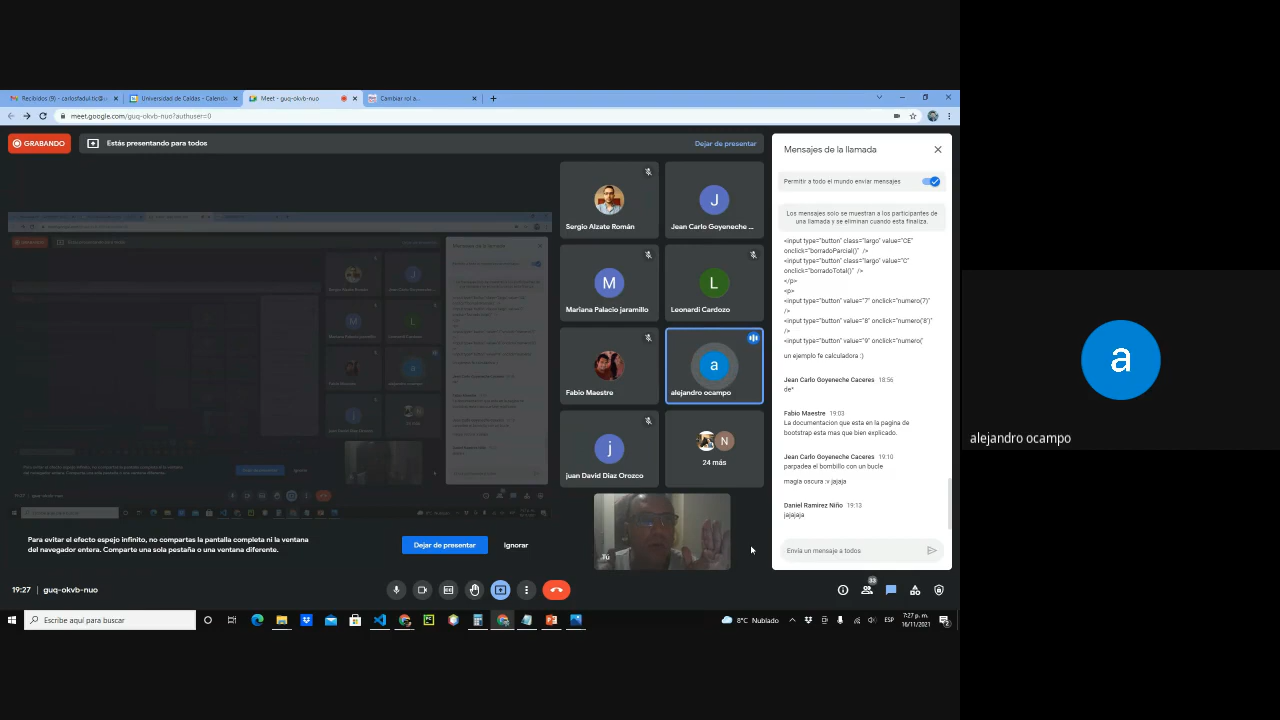 Recibidos (9) - carlosfadul.tic@u
Universidad de Caldas - Calenda
Meet - guq-okvb-nuo
Cambiar rol a...
meet.google.com/guq-okvb-nuo?authuser=0
GRABANDO
Estás presentando para todos
Dejar de presentar
Sergio Alzate Román
Jean Carlo Goyeneche ...
Mariana Palacio jaramillo
Leonardi Cardozo
Fabio Maestre
a
alejandro ocampo
juan David Díaz Orozco
24 más
Tú
Para evitar el efecto espejo infinito, no compartas la pantalla completa ni la ventana
del navegador entera. Comparte una sola pestaña o una ventana diferente.
Dejar de presentar
Ignorar
19:27
guq-okvb-nuo
Mensajes de la llamada
Permitir a todo el mundo enviar mensajes
Los mensajes solo se muestran a los participantes de
una llamada y se eliminan cuando esta finaliza.
<input type="button" class="largo" value="CE"
onclick="borradoParcial()" />
<input type="button" class="largo" value="C"
onclick="borradoTotal()" />
</p>
<p>
<input type="button" value="7" onclick="numero(7)
/>
<input type="button" value="8" onclick="numero('8')"
/>
<input type="button" value="9" onclick="numero('
un ejemplo fe calculadora :)
Jean Carlo Goyeneche Caceres 18:56
de*
Fabio Maestre 19:03
La documentacion que esta en la pagina de
bootstrap esta mas que bien explicado.
Jean Carlo Goyeneche Caceres 19:10
parpadea el bombillo con un bucle
magia oscura :v jajaja
Daniel Ramirez Niño 19:13
jajajaja
Envía un mensaje a todos
33
Escribe aquí para buscar
8°C Nublado
ESP
7:27 p. m.
16/11/2021
a
alejandro ocampo